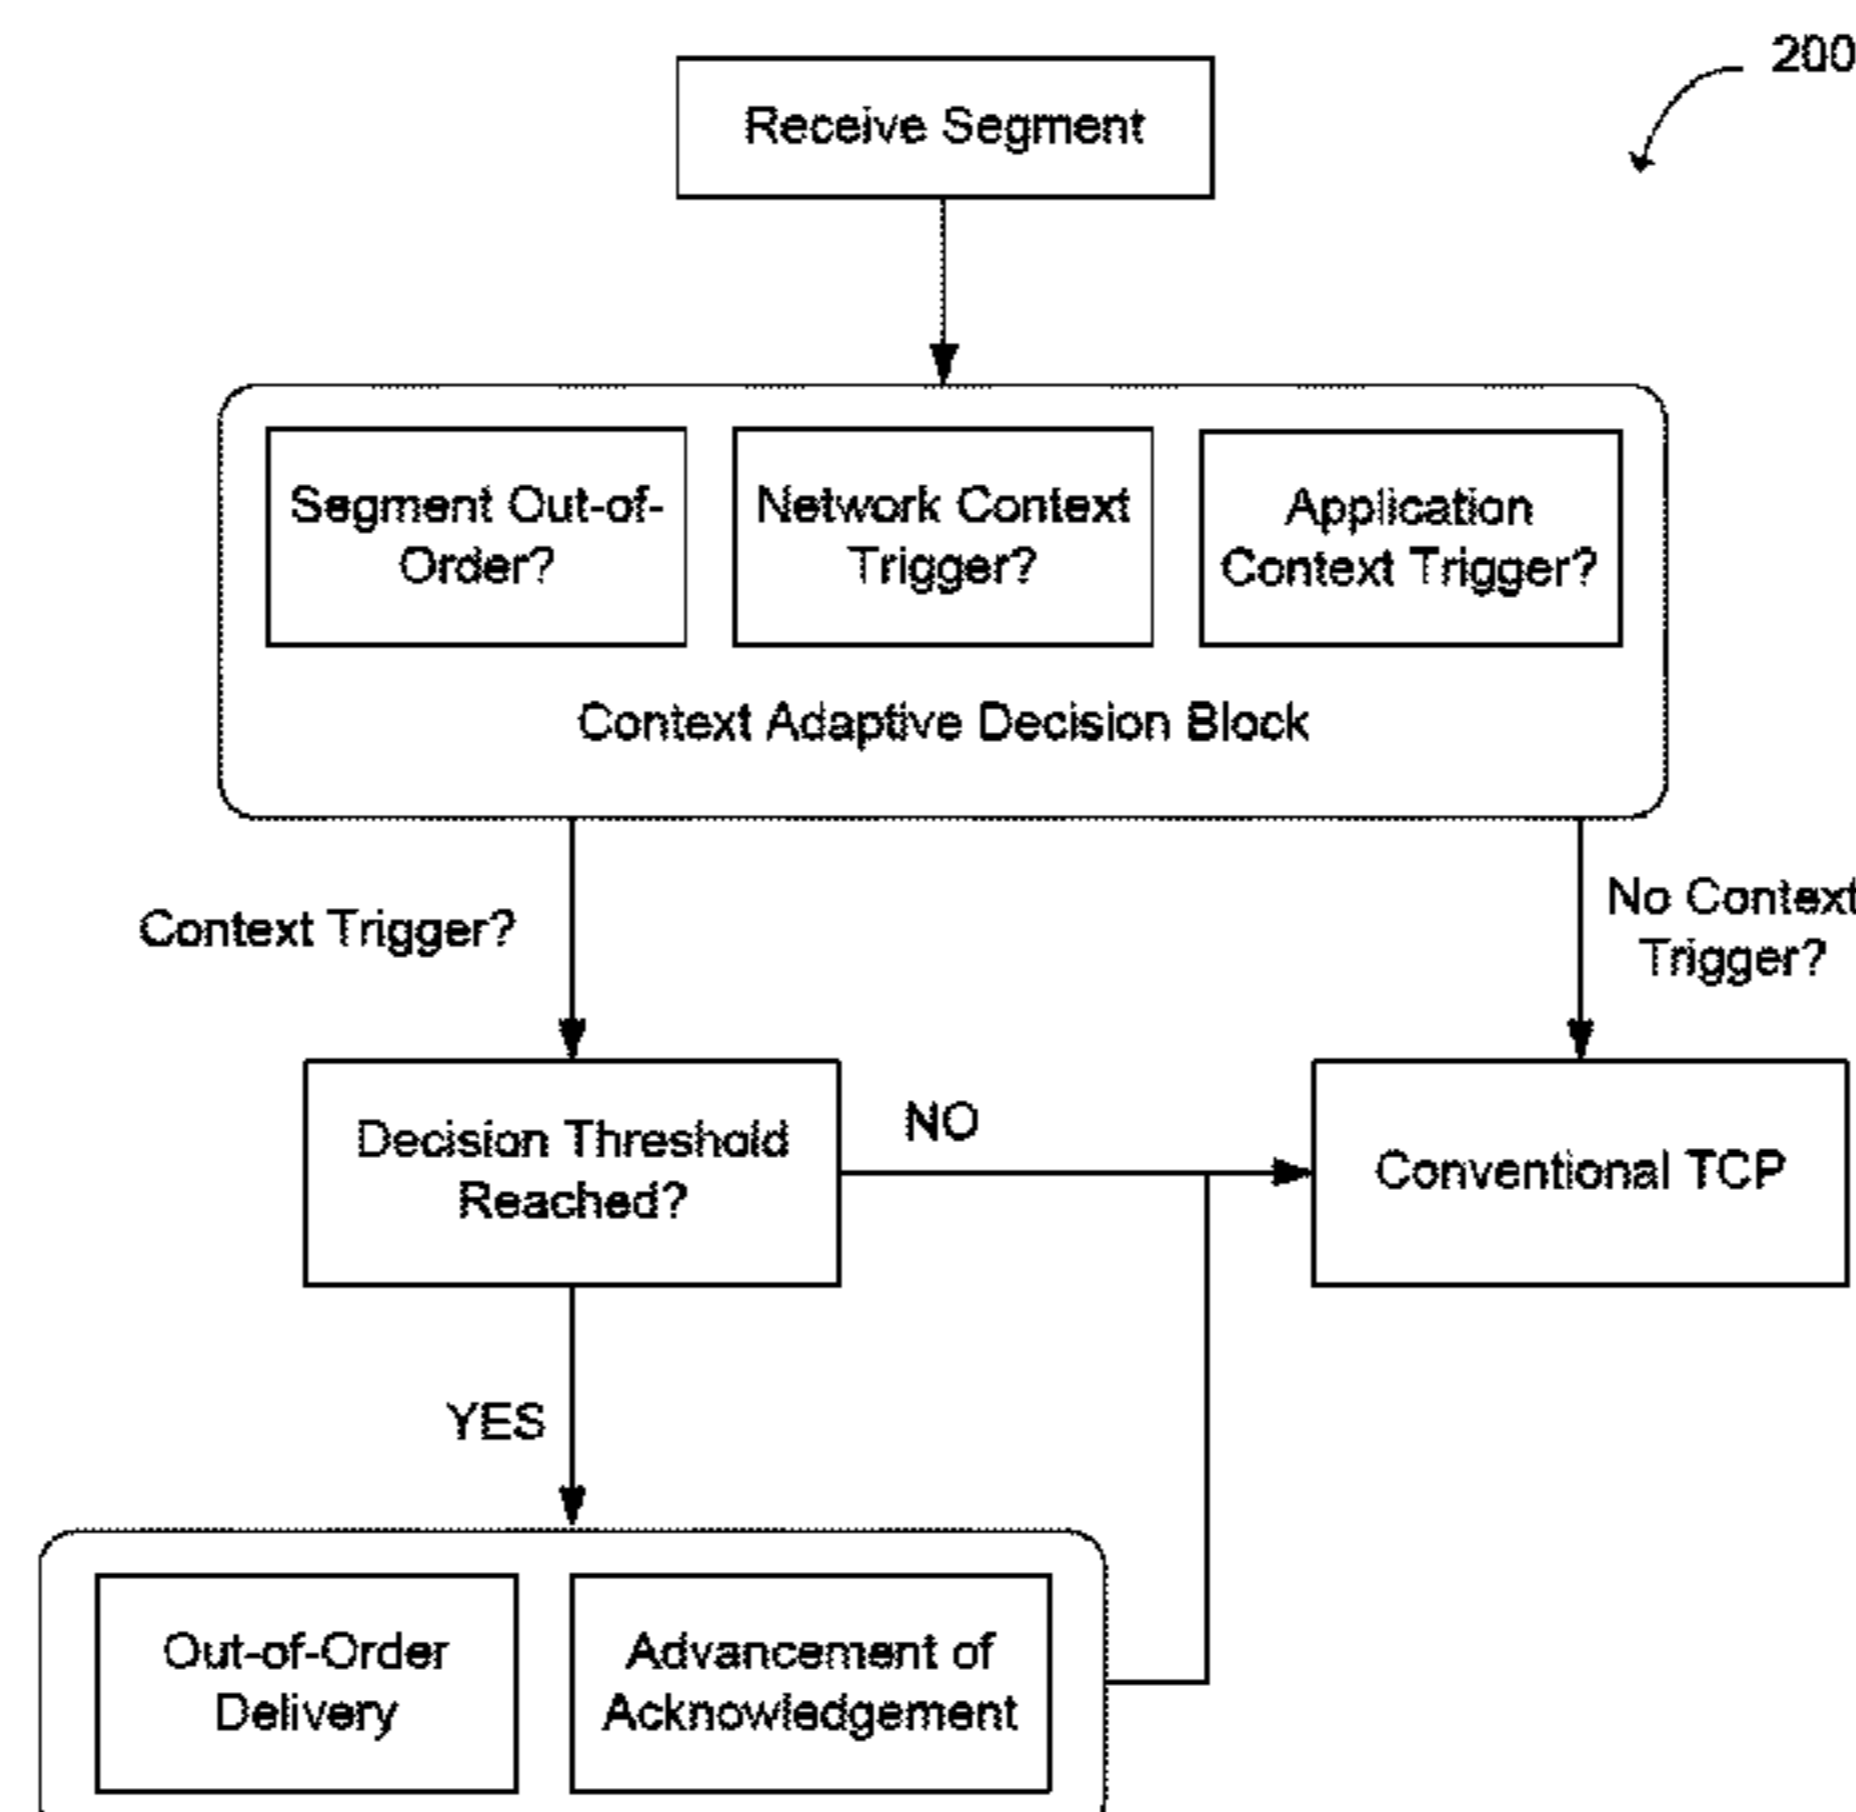 200
Receive Segment
Segment Out-of-
Order?
Network Context
Trigger?
Application
Context Trigger?
Context Adaptive Decision Block
Context Trigger?
No Context
Trigger?
Decision Threshold
Reached?
NO
Conventional TCP
YES
Out-of-Order
Delivery
Advancement of
Acknowledgement